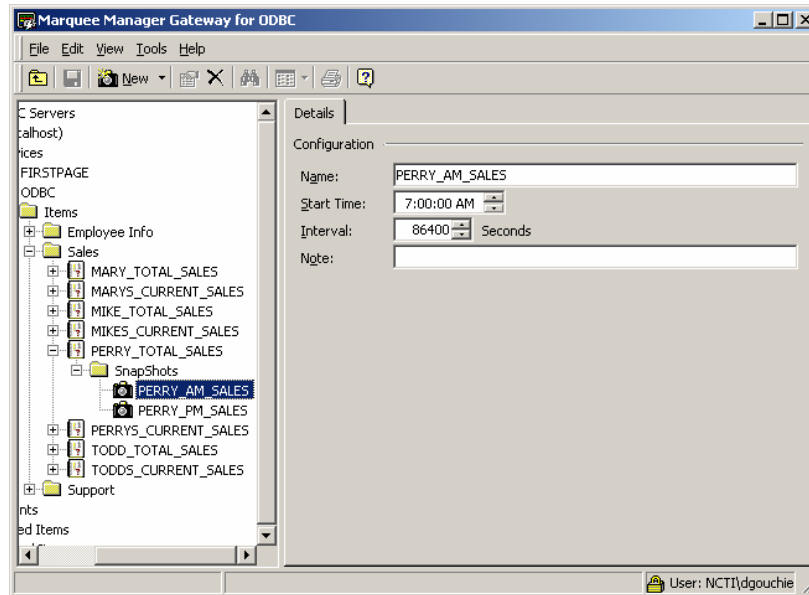 Marquee Manager Gateway for ODBC
File Edit View Tools Help
New
C Servers
calhost)
ices
FIRSTPAGE
ODBC
Items
Employee Info
Sales
MARY_TOTAL_SALES
MARYS_CURRENT_SALES
MIKE_TOTAL_SALES
MIKES_CURRENT_SALES
PERRY_TOTAL_SALES
SnapShots
PERRY_AM_SALES
PERRY_PM_SALES
PERRYS_CURRENT_SALES
TODD_TOTAL_SALES
TODDS_CURRENT_SALES
Support
nts
ed Items
Details
Configuration
Name: PERRY_AM_SALES
Start Time: 7:00:00 AM
Interval: 86400 Seconds
Note:
User: NCTI\dgouchie